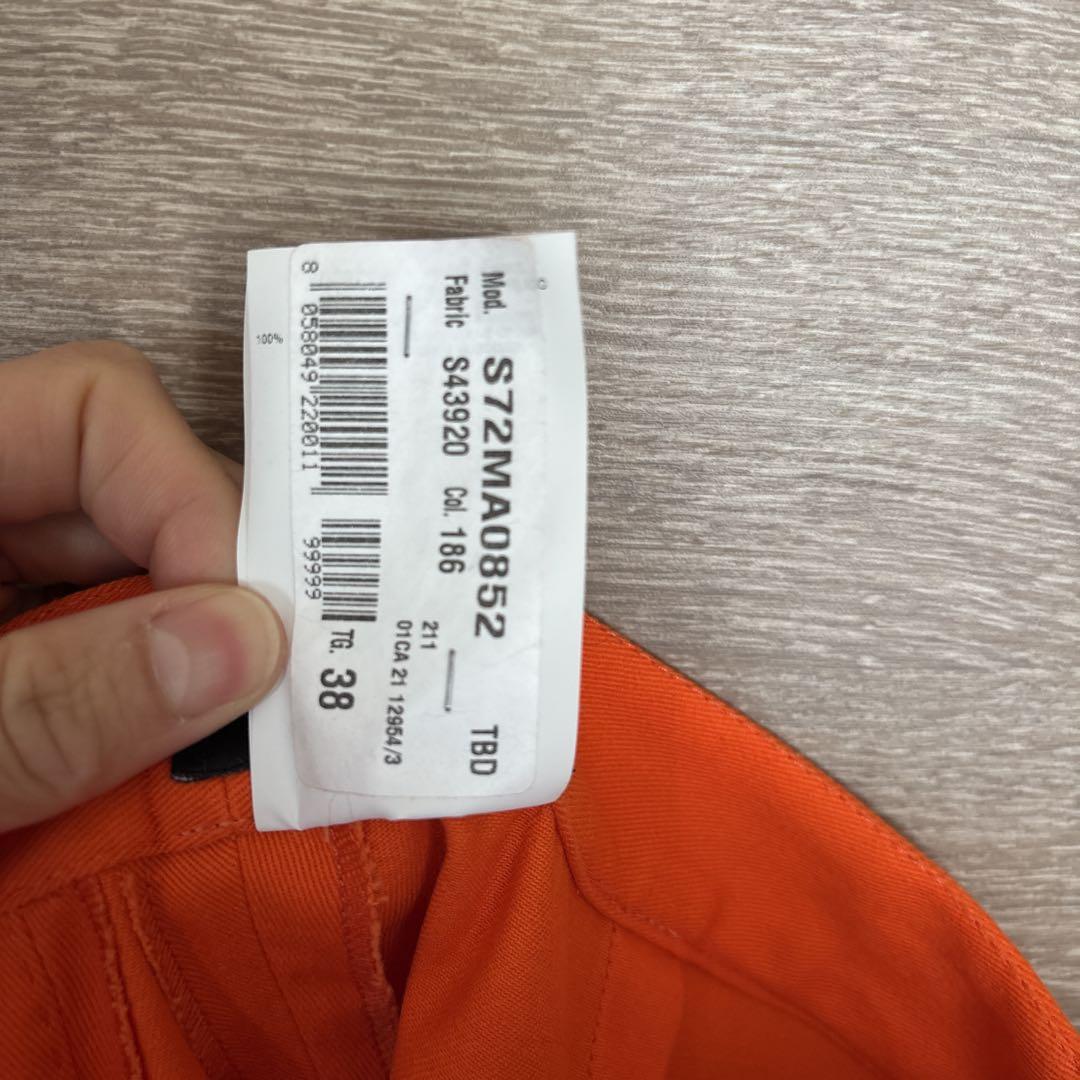 Mod. S72MA0852 TBD
Fabric S43920 Col. 186
211
01CA 21 12954/3
8 058049 220011
99999
TG. 38
100%